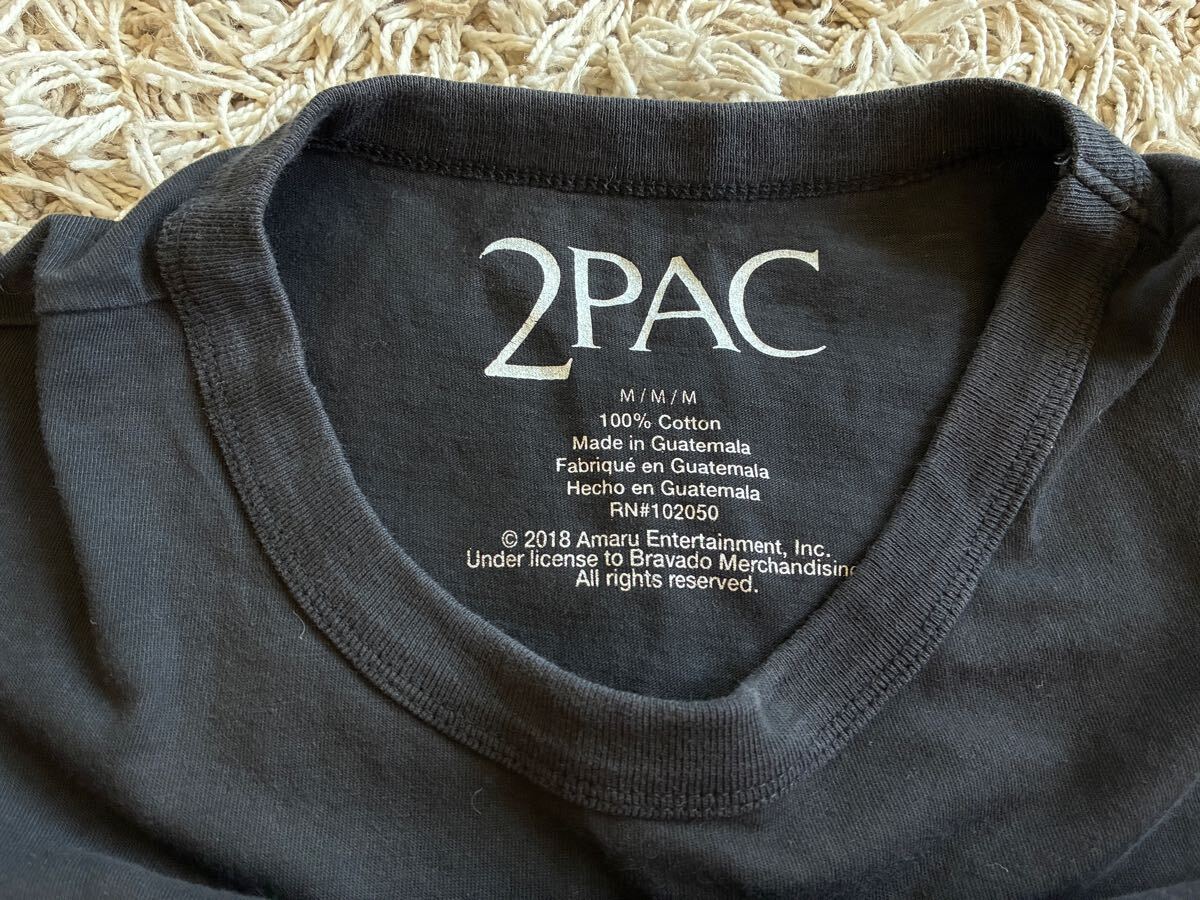 2PAC
M / M / M
100% Cotton
Made in Guatemala
Fabriqué en Guatemala
Hecho en Guatemala
RN#102050
© 2018 Amaru Entertainment, Inc.
Under license to Bravado Merchandising
All rights reserved.